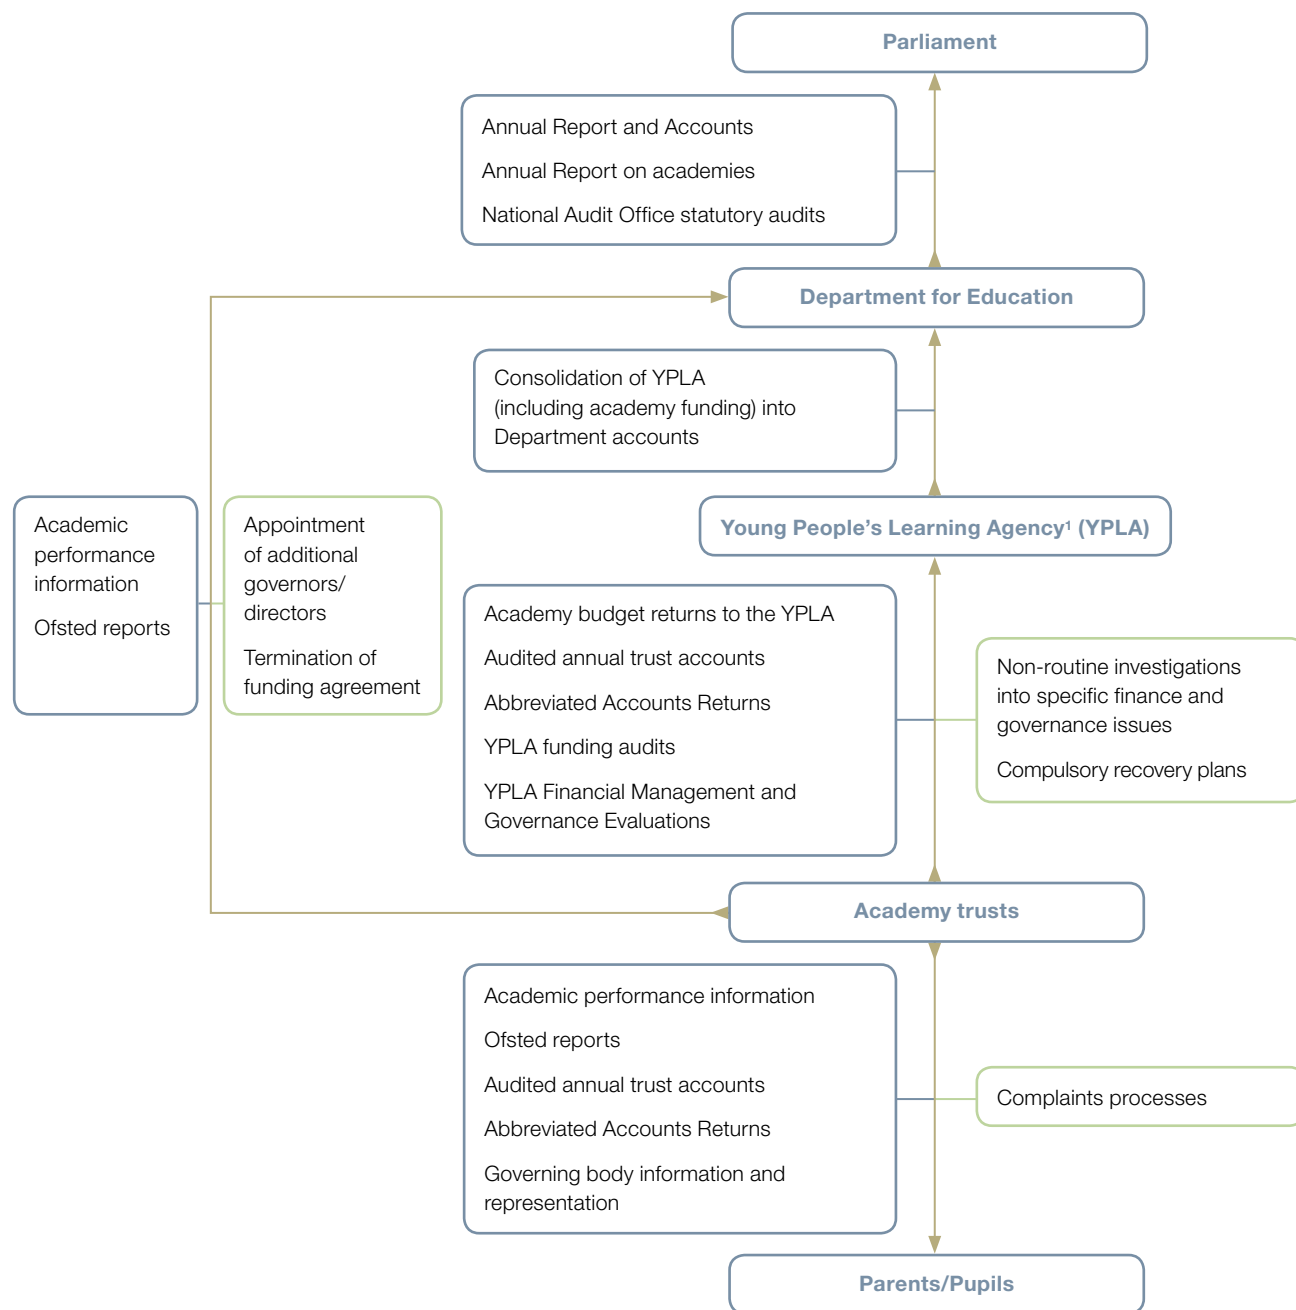 Parliament
Annual Report and Accounts
Annual Report on academies
National Audit Office statutory audits
Department for Education
Consolidation of YPLA
(including academy funding) into
Department accounts
Academic
performance
information
Ofsted reports
Appointment
of additional
governors/
directors
Termination of
funding agreement
Young People’s Learning Agency¹ (YPLA)
Academy budget returns to the YPLA
Audited annual trust accounts
Abbreviated Accounts Returns
YPLA funding audits
YPLA Financial Management and
Governance Evaluations
Non-routine investigations
into specific finance and
governance issues
Compulsory recovery plans
Academy trusts
Academic performance information
Ofsted reports
Audited annual trust accounts
Abbreviated Accounts Returns
Governing body information and
representation
Complaints processes
Parents/Pupils